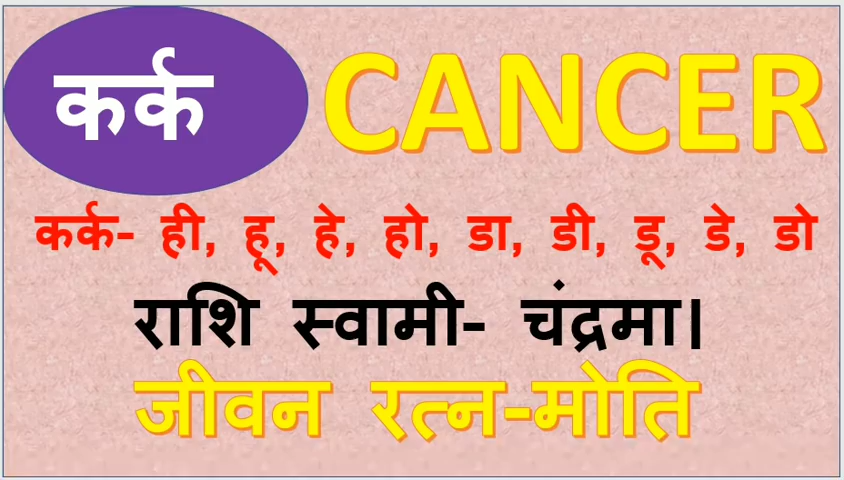 कर्क CANCER
कर्क- ही, हू, हे, हो, डा, डी, डू, डे, डो
राशि स्वामी- चंद्रमा।
जीवन रत्न-मोति